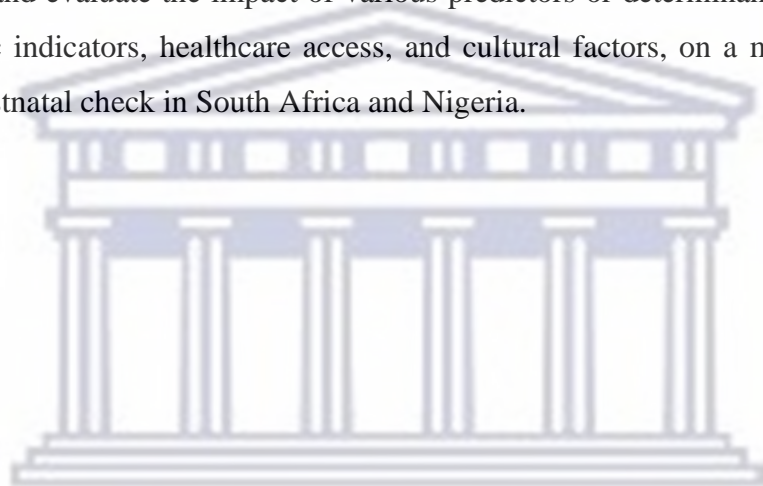 and evaluate the impact of various predictors or determinan
indicators, healthcare access, and cultural factors, on a
tnatal check in South Africa and Nigeria.